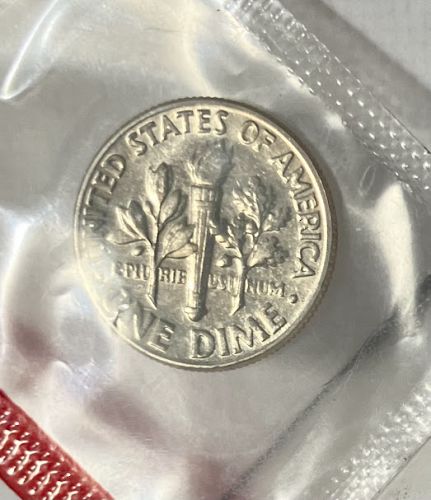 UNITED STATES OF AMERICA
E PLURIBUS UNUM
ONE DIME